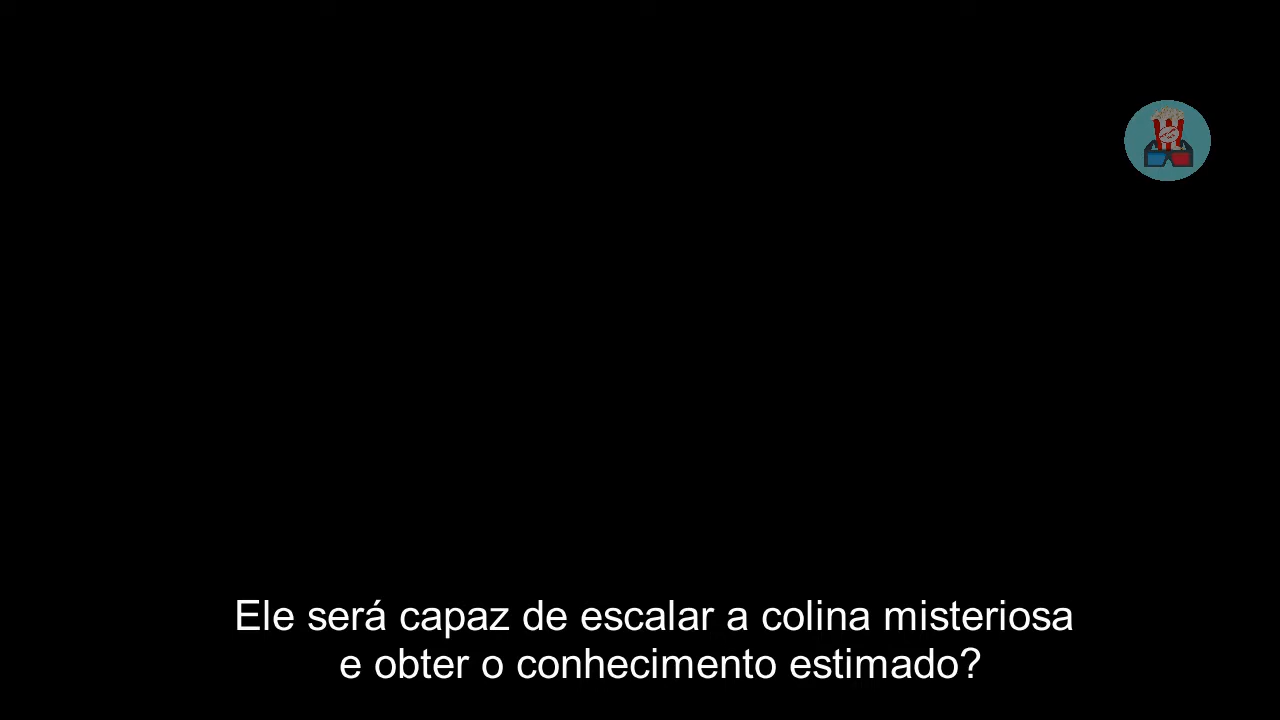 Ele será capaz de escalar a colina misteriosa
e obter o conhecimento estimado?